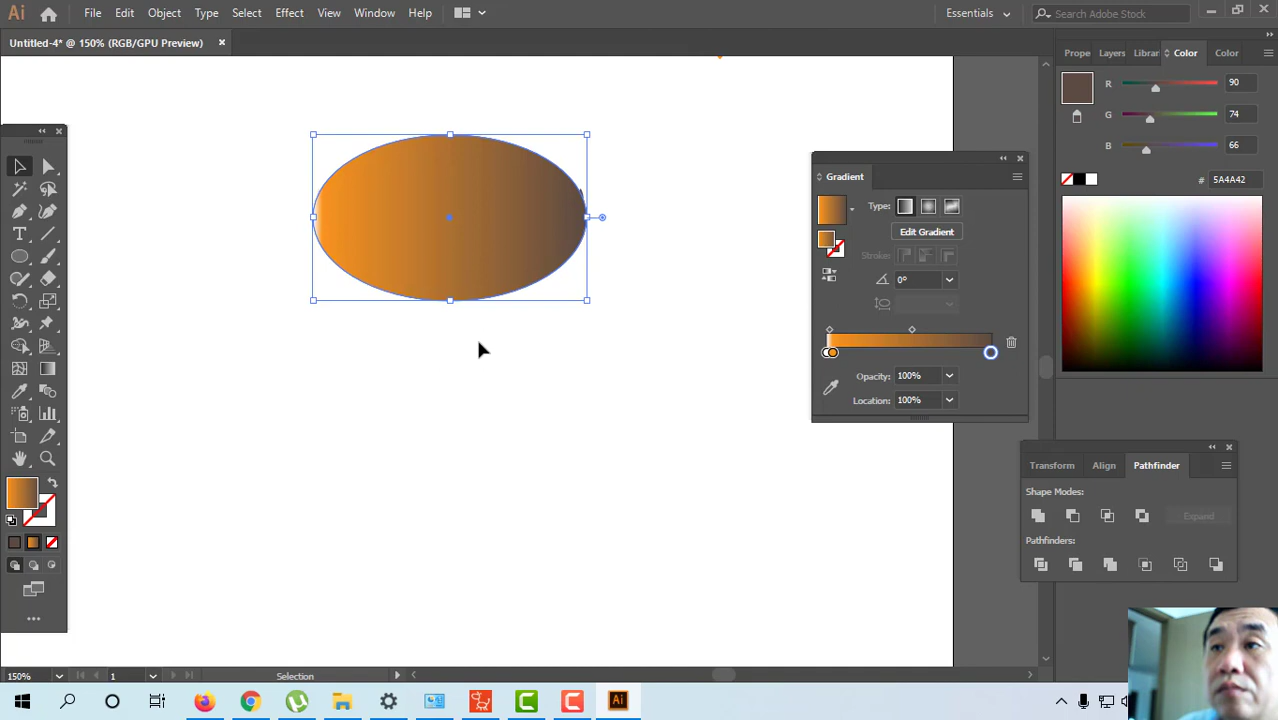 Ai File Edit Object Type Select Effect View Window Help Essentials Search Adobe Stock
Untitled-4* @ 150% (RGB/GPU Preview) ×
Prope Layers Librar Color Color
R 90
G 74
B 66
# 5A4A42
Gradient
Type:
Edit Gradient
Stroke:
0°
Opacity: 100%
Location: 100%
Transform Align Pathfinder
Shape Modes:
Expand
Pathfinders:
150% 1 Selection
Ai